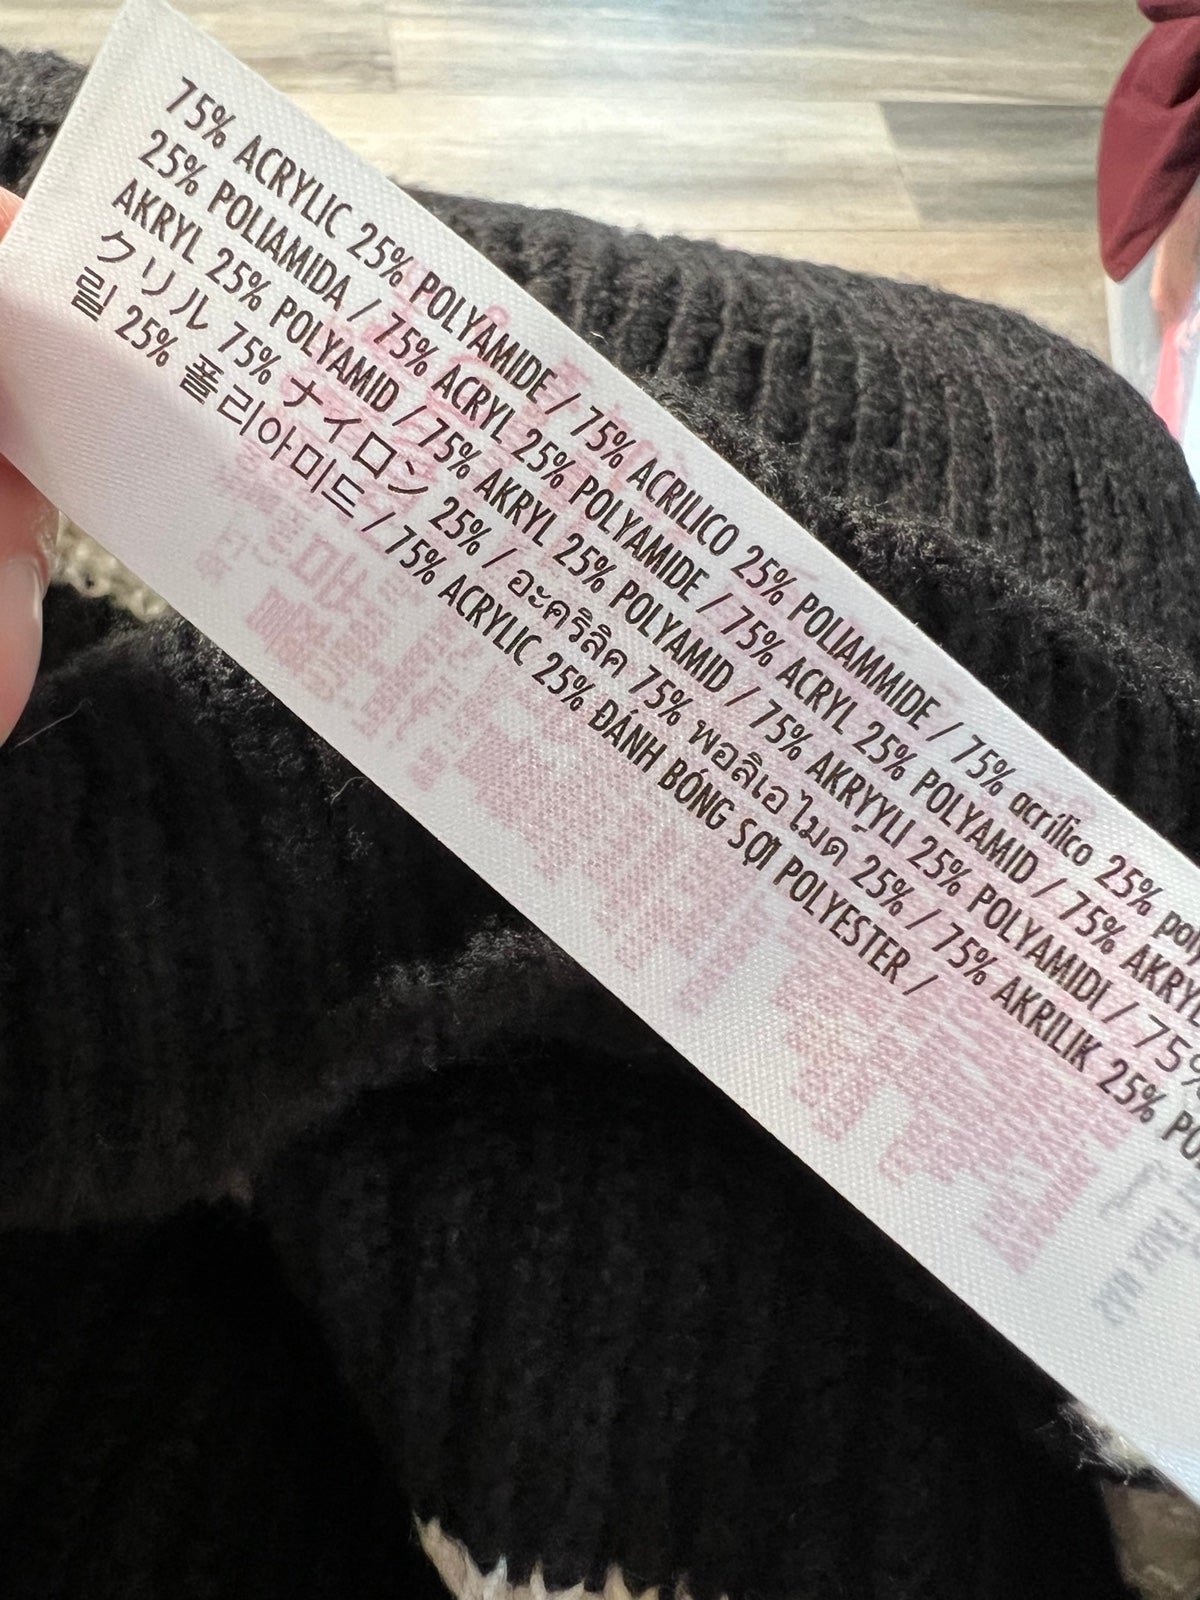 75% ACRYLIC 25% POLYAMIDE / 75% ACRILICO 25% POLIAMMIDE / 75% acrílico 25%
25% POLIAMIDA / 75% ACRYL 25% POLYAMIDE / 75% ACRYL 25% POLYAMID / 75%
AKRYL 25% POLYAMID / 75% AKRYL 25% POLYAMID / 75% AKRYYLI 25% POLYAMIDI / 75%
クリル 75% ナイロン 25% / อะคริลิค 75% พอลิเอไมด์ 25% / 75% AKRILIK 25%
릴 25% 폴리아미드 / 75% ACRYLIC 25% ĐÁNH BÓNG SỢI POLYESTER /